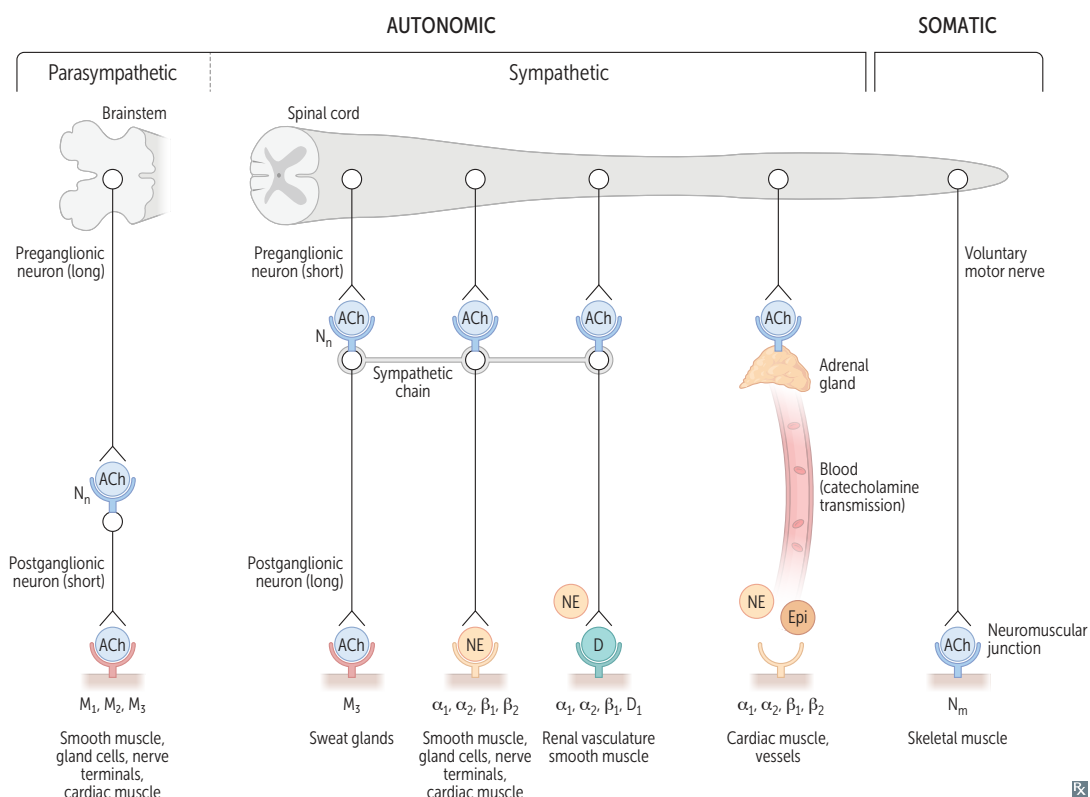 AUTONOMIC
SOMATIC
Parasympathetic
Sympathetic
Brainstem
Spinal cord
Preganglionic
neuron (long)
Preganglionic
neuron (short)
Voluntary
motor nerve
ACh
ACh
ACh
ACh
Nₙ
Sympathetic
chain
Adrenal
gland
ACh
Nₙ
Blood
(catecholamine
transmission)
Postganglionic
neuron (short)
Postganglionic
neuron (long)
NE
NE
Epi
ACh
ACh
NE
D
ACh
Neuromuscular
junction
M₁, M₂, M₃
M₃
α₁, α₂, β₁, β₂
α₁, α₂, β₁, D₁
α₁, α₂, β₁, β₂
Nₘ
Smooth muscle,
gland cells, nerve
terminals,
cardiac muscle
Sweat glands
Smooth muscle,
gland cells, nerve
terminals,
cardiac muscle
Renal vasculature
smooth muscle
Cardiac muscle,
vessels
Skeletal muscle
Rx